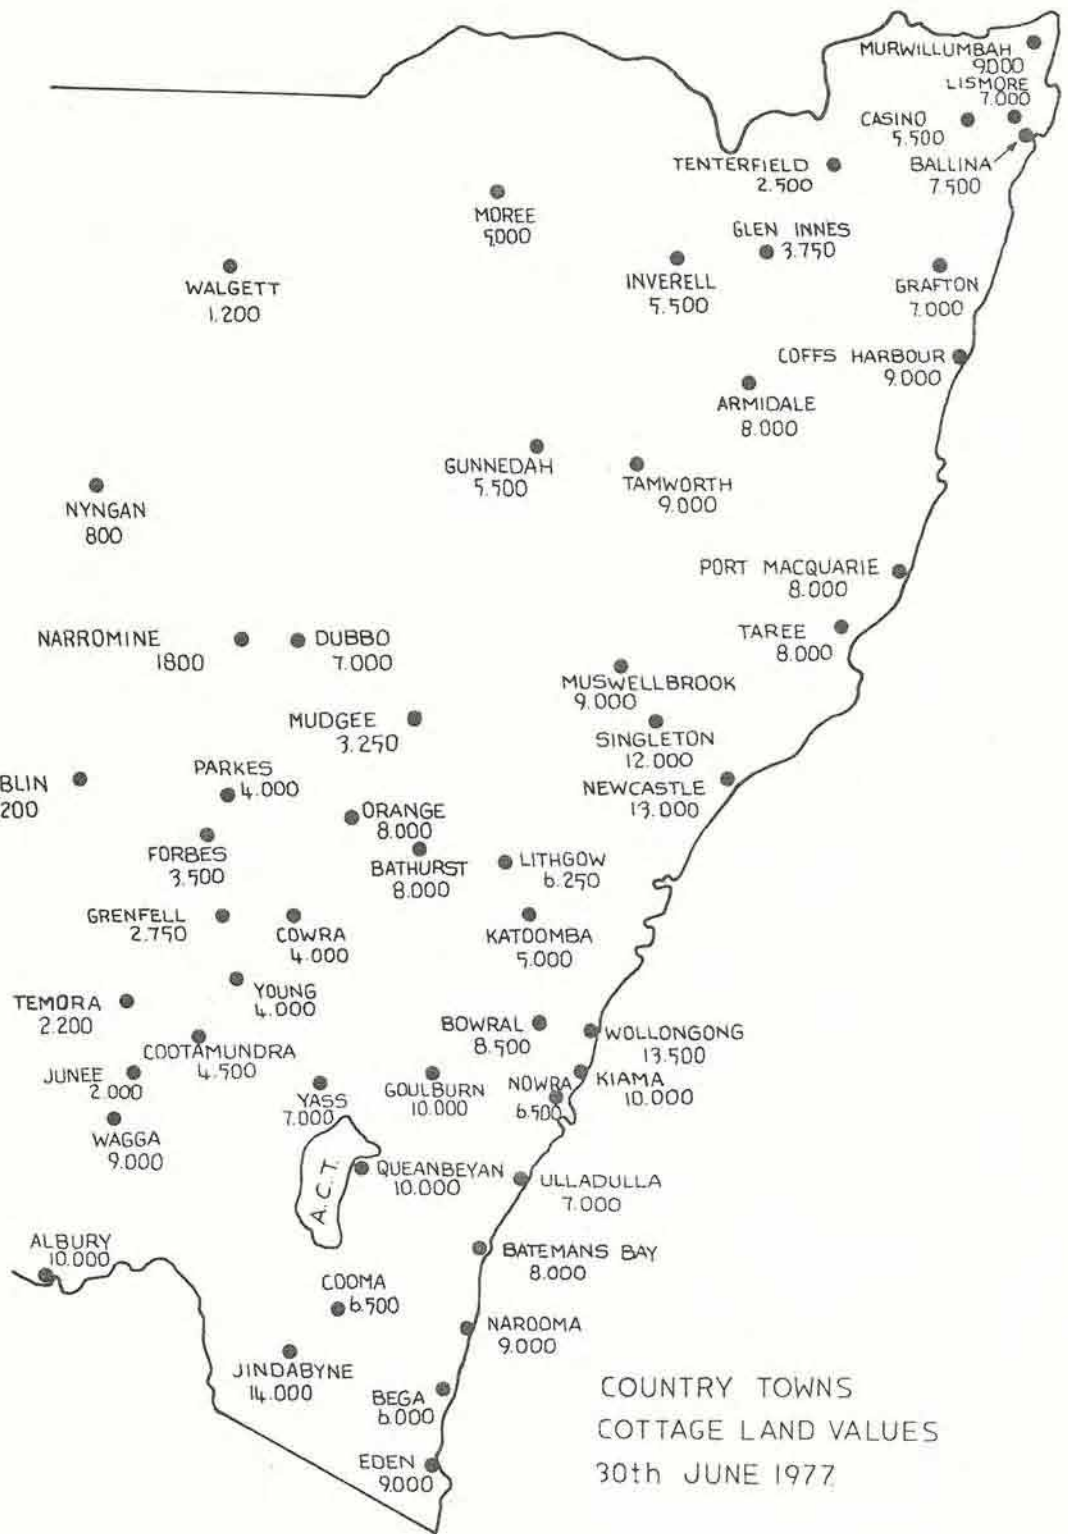 MURWILLUMBAH
9.000
LISMORE
7.000
CASINO
5.500
BALLINA
7.500
TENTERFIELD
2.500
MOREE
5,000
GLEN INNES
3.750
WALGETT
1.200
INVERELL
5.500
GRAFTON
7.000
COFFS HARBOUR
9.000
ARMIDALE
8.000
GUNNEDAH
5.500
TAMWORTH
9.000
NYNGAN
800
PORT MACQUARIE
8.000
TAREE
8.000
NARROMINE
1800
DUBBO
7.000
MUSWELLBROOK
9.000
MUDGEE
3.250
SINGLETON
12.000
NEWCASTLE
13.000
BLIN
200
PARKES
4.000
ORANGE
8.000
FORBES
3.500
BATHURST
8.000
LITHGOW
6.250
GRENFELL
2.750
COWRA
4.000
KATOOMBA
5.000
YOUNG
4.000
TEMORA
2.200
BOWRAL
8.500
WOLLONGONG
13.500
COOTAMUNDRA
4.500
JUNEE
2.000
YASS
7.000
GOULBURN
10.000
NOWRA
6.500
KIAMA
10.000
WAGGA
9.000
A.C.T.
QUEANBEYAN
10.000
ULLADULLA
7.000
ALBURY
10.000
BATEMANS BAY
8.000
COOMA
6.500
NAROOMA
9.000
JINDABYNE
14.000
BEGA
6.000
EDEN
9.000
COUNTRY TOWNS
COTTAGE LAND VALUES
30th JUNE 1977